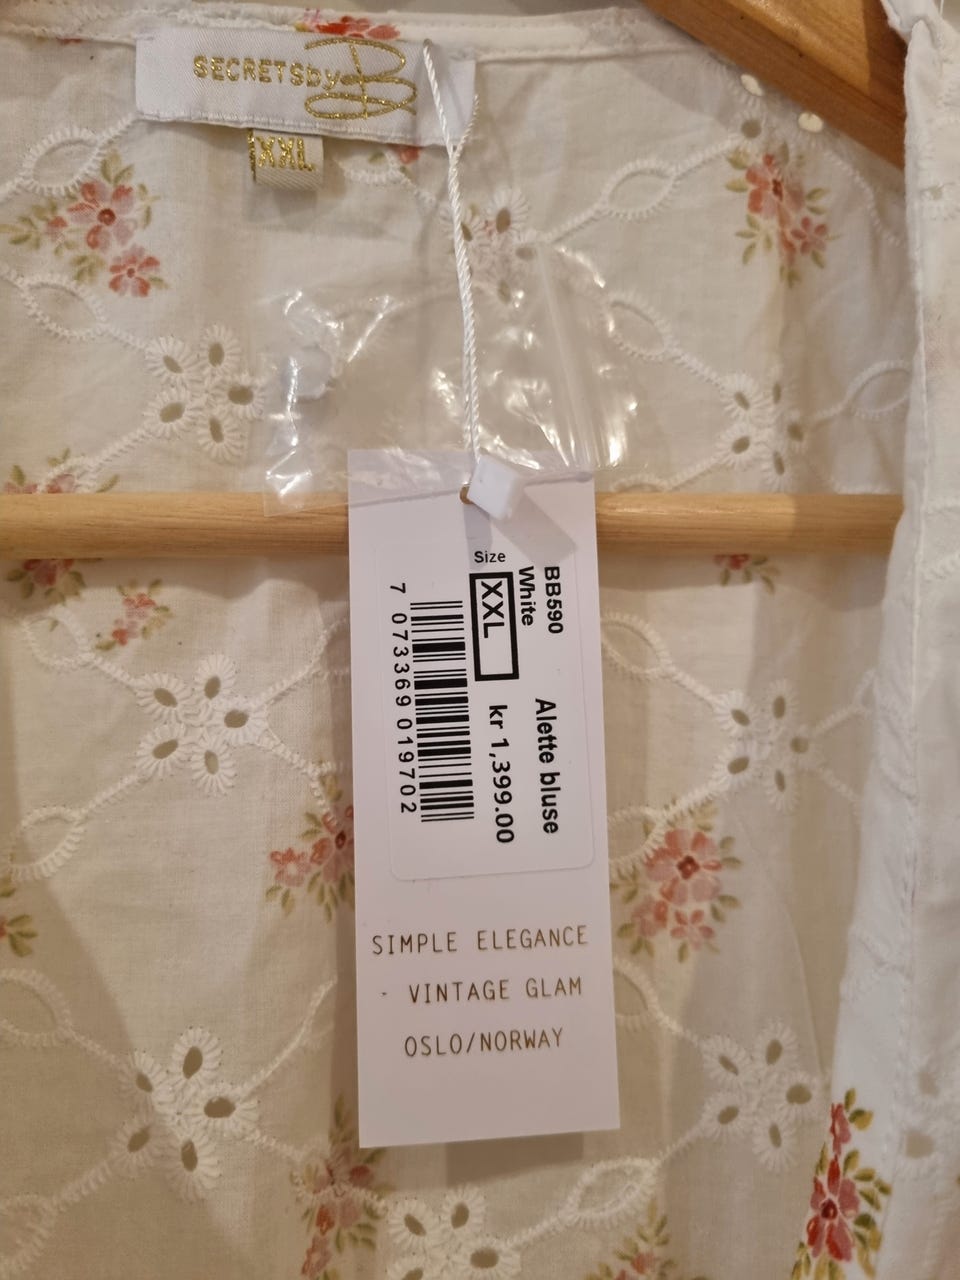 SECRETSbyB
XXL
BB590 Alette bluse
White
Size
XXL
kr 1,399.00
7 073369 019702
SIMPLE ELEGANCE
- VINTAGE GLAM
OSLO/NORWAY